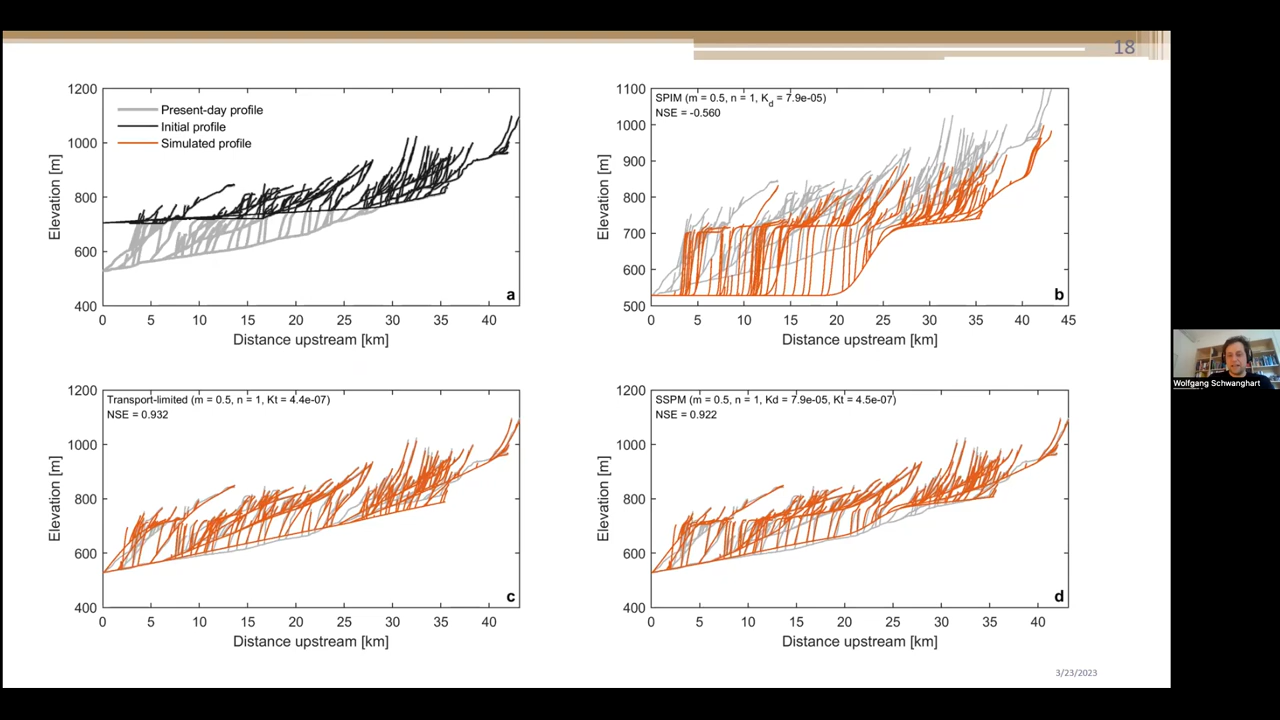 18
1200
1000
800
600
400
Elevation [m]
Present-day profile
Initial profile
Simulated profile
a
0 5 10 15 20 25 30 35 40
Distance upstream [km]
1100
1000
900
800
700
600
500
Elevation [m]
SPIM (m = 0.5, n = 1, Kd = 7.9e-05)
NSE = -0.560
b
0 5 10 15 20 25 30 35 40 45
Distance upstream [km]
Wolfgang Schwanghart
1200
1000
800
600
400
Elevation [m]
Transport-limited (m = 0.5, n = 1, Kt = 4.4e-07)
NSE = 0.932
c
0 5 10 15 20 25 30 35 40
Distance upstream [km]
1200
1000
800
600
400
Elevation [m]
SSPM (m = 0.5, n = 1, Kd = 7.9e-05, Kt = 4.5e-07)
NSE = 0.922
d
0 5 10 15 20 25 30 35 40
Distance upstream [km]
3/23/2023